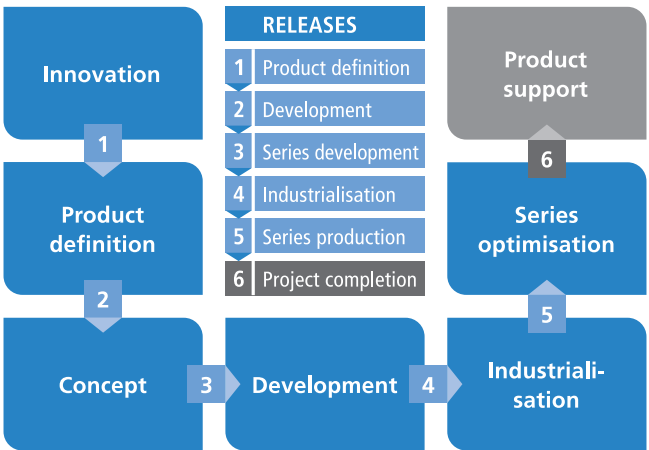 Innovation
1
Product
definition
2
Concept
3
Development
4
Industriali-
sation
5
Series
optimisation
6
Product
support
RELEASES
1 Product definition
2 Development
3 Series development
4 Industrialisation
5 Series production
6 Project completion